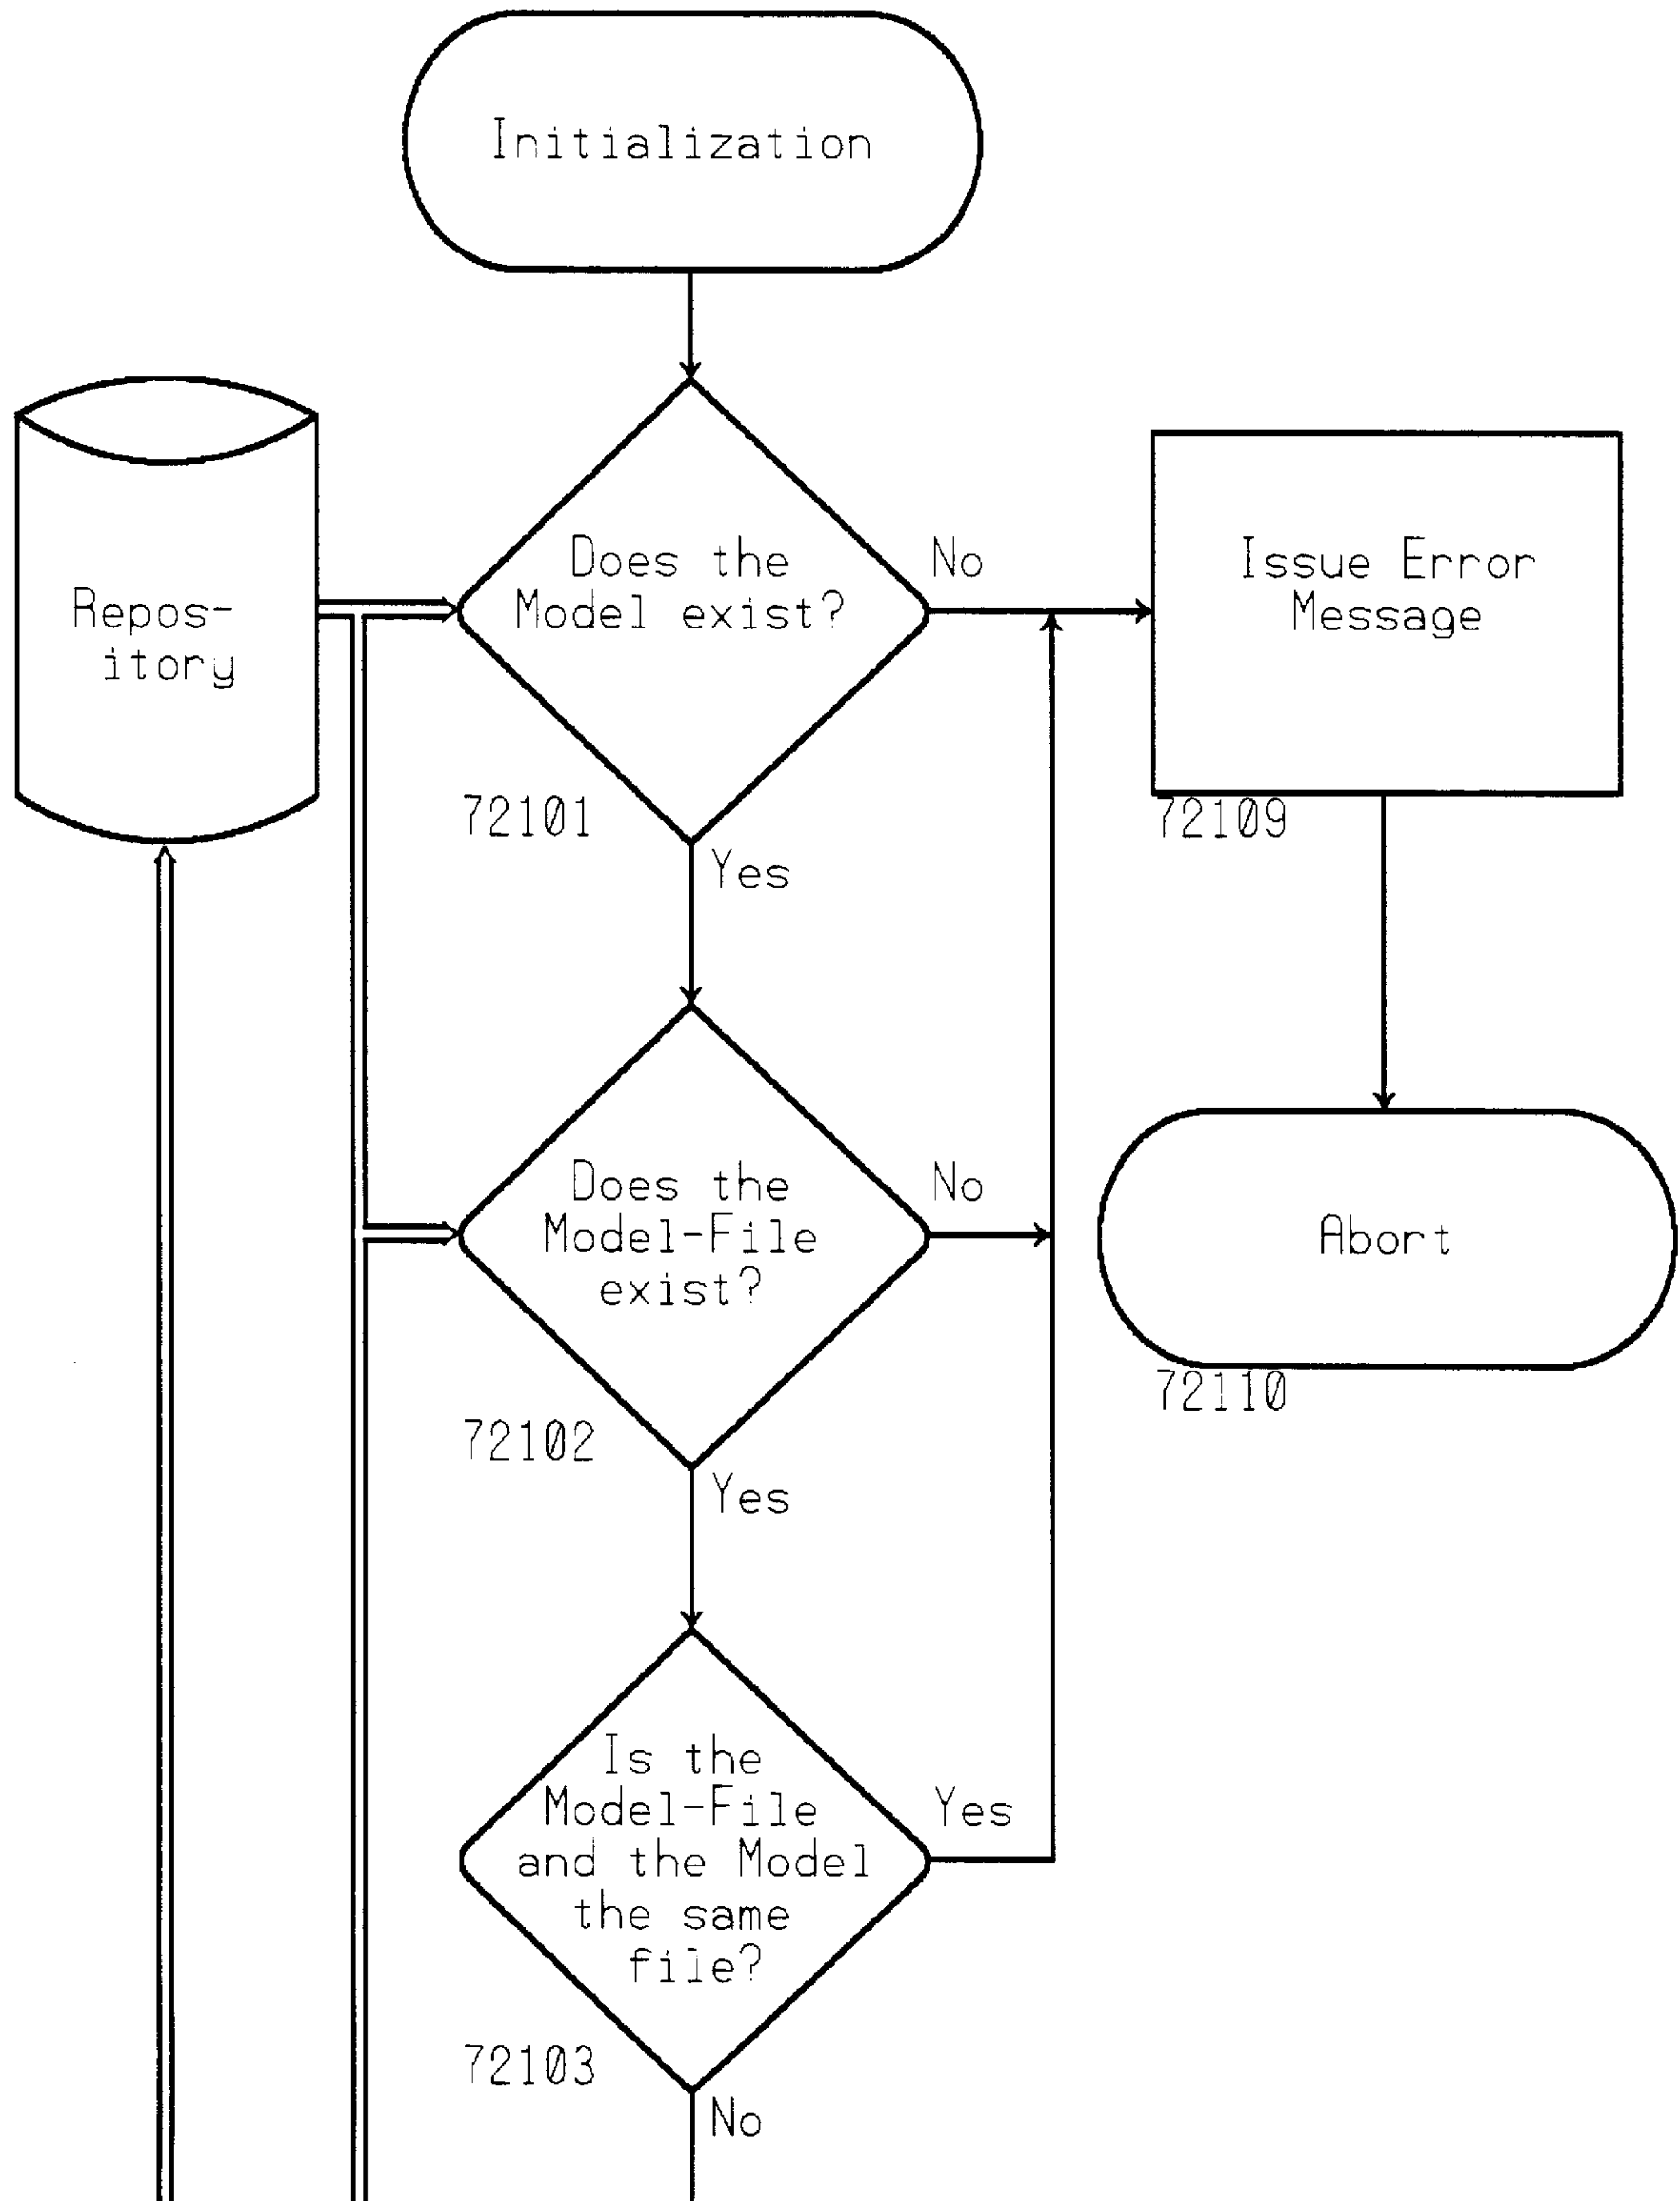 Initialization
Does the
Model exist?
No
Issue Error
Message
Repos-
itory
72101
72109
Yes
Does the
Model-File
exist?
No
Abort
72110
72102
Yes
Is the
Model-File
and the Model
the same
file?
Yes
72103
No